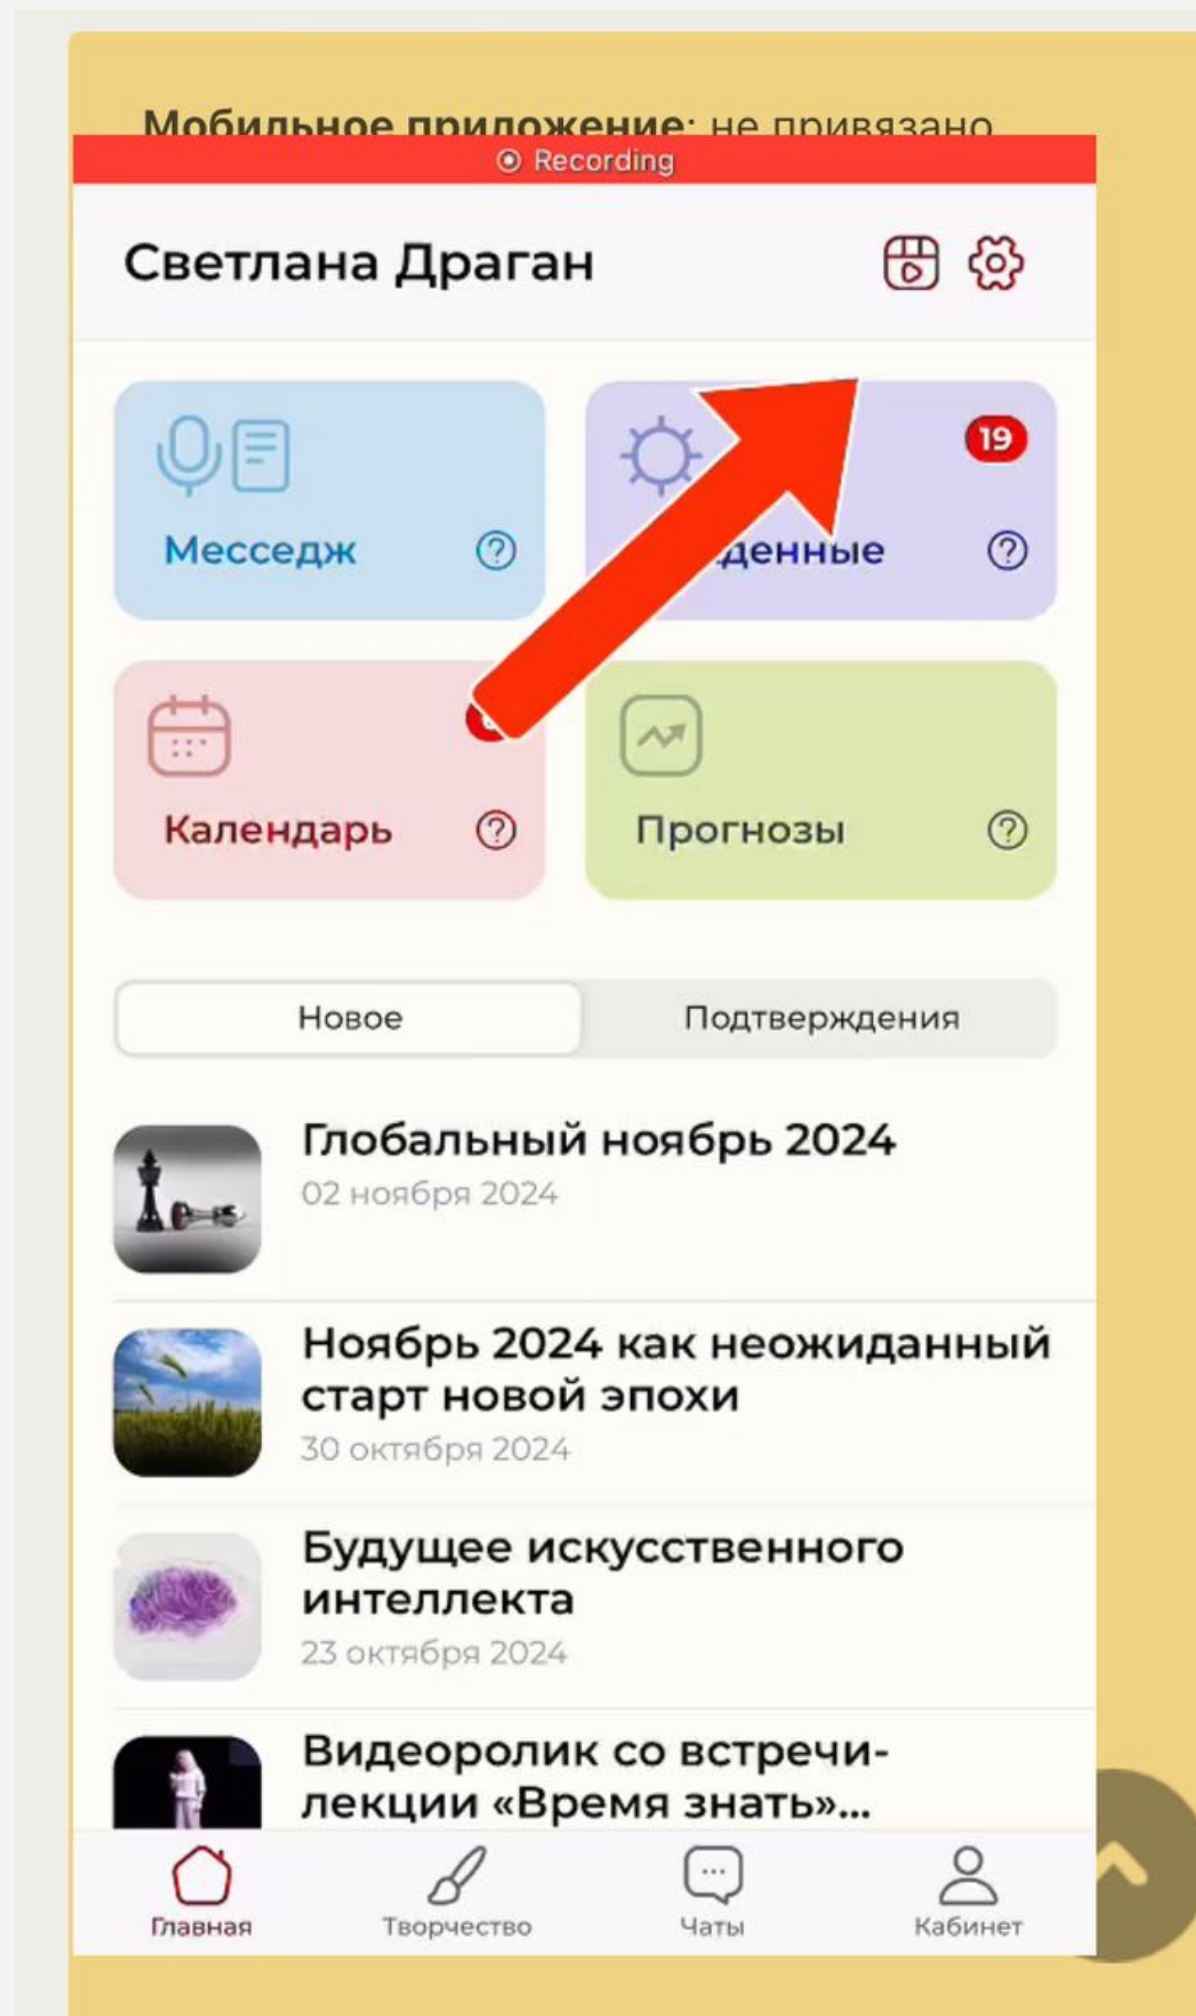 Мобильное приложение: не привязано
Recording
Светлана Драган
19
Месседж
Календарь
Прогнозы
Новое
Подтверждения
Глобальный ноябрь 2024
02 ноября 2024
Ноябрь 2024 как неожиданный
старт новой эпохи
30 октября 2024
Будущее искусственного
интеллекта
23 октября 2024
Видеоролик со встречи-
лекции «Время знать»...
Главная
Творчество
Чаты
Кабинет